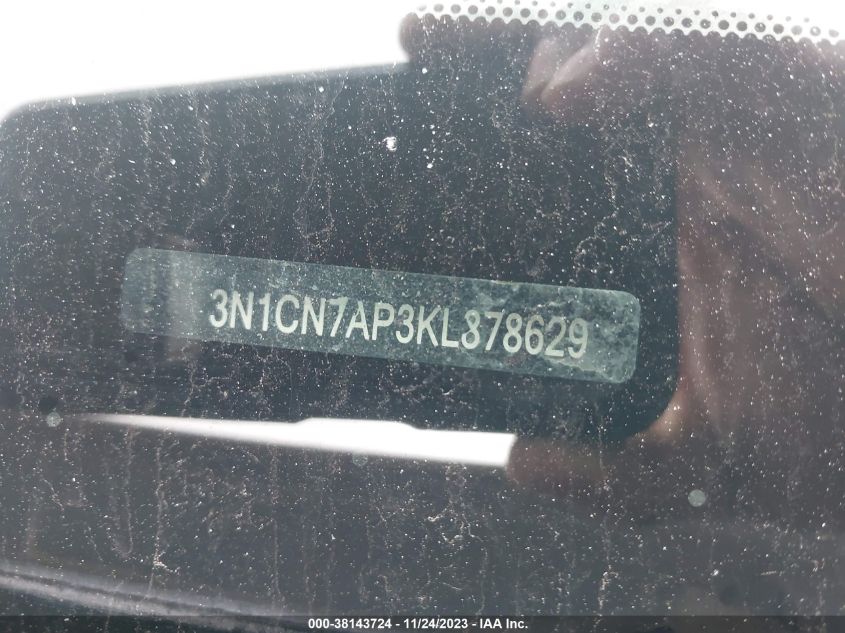 3N1CN7AP3KL878629
000-38143724 - 11/24/2023 - IAA Inc.